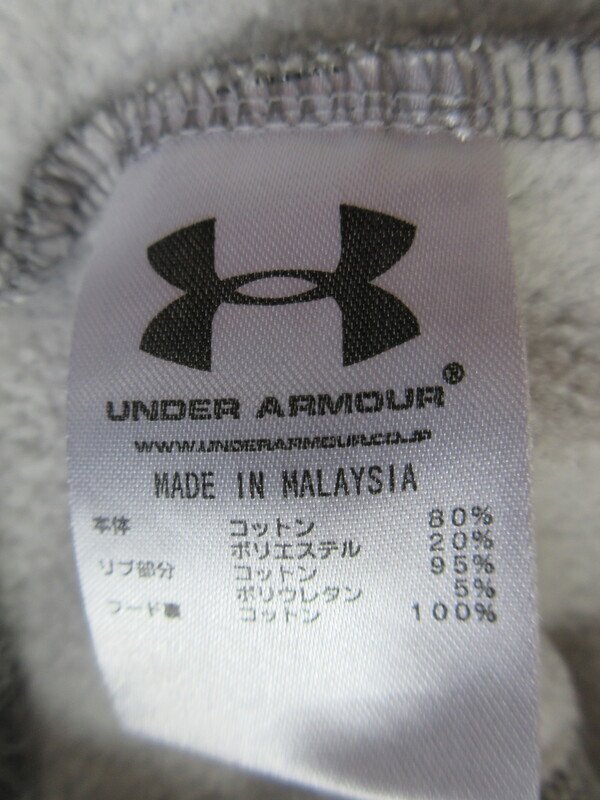 UNDER ARMOUR®
WWW.UNDERARMOUR.CO.JP
MADE IN MALAYSIA
本体 コットン 80%
ポリエステル 20%
リブ部分 コットン 95%
ポリウレタン 5%
フード裏 コットン 100%